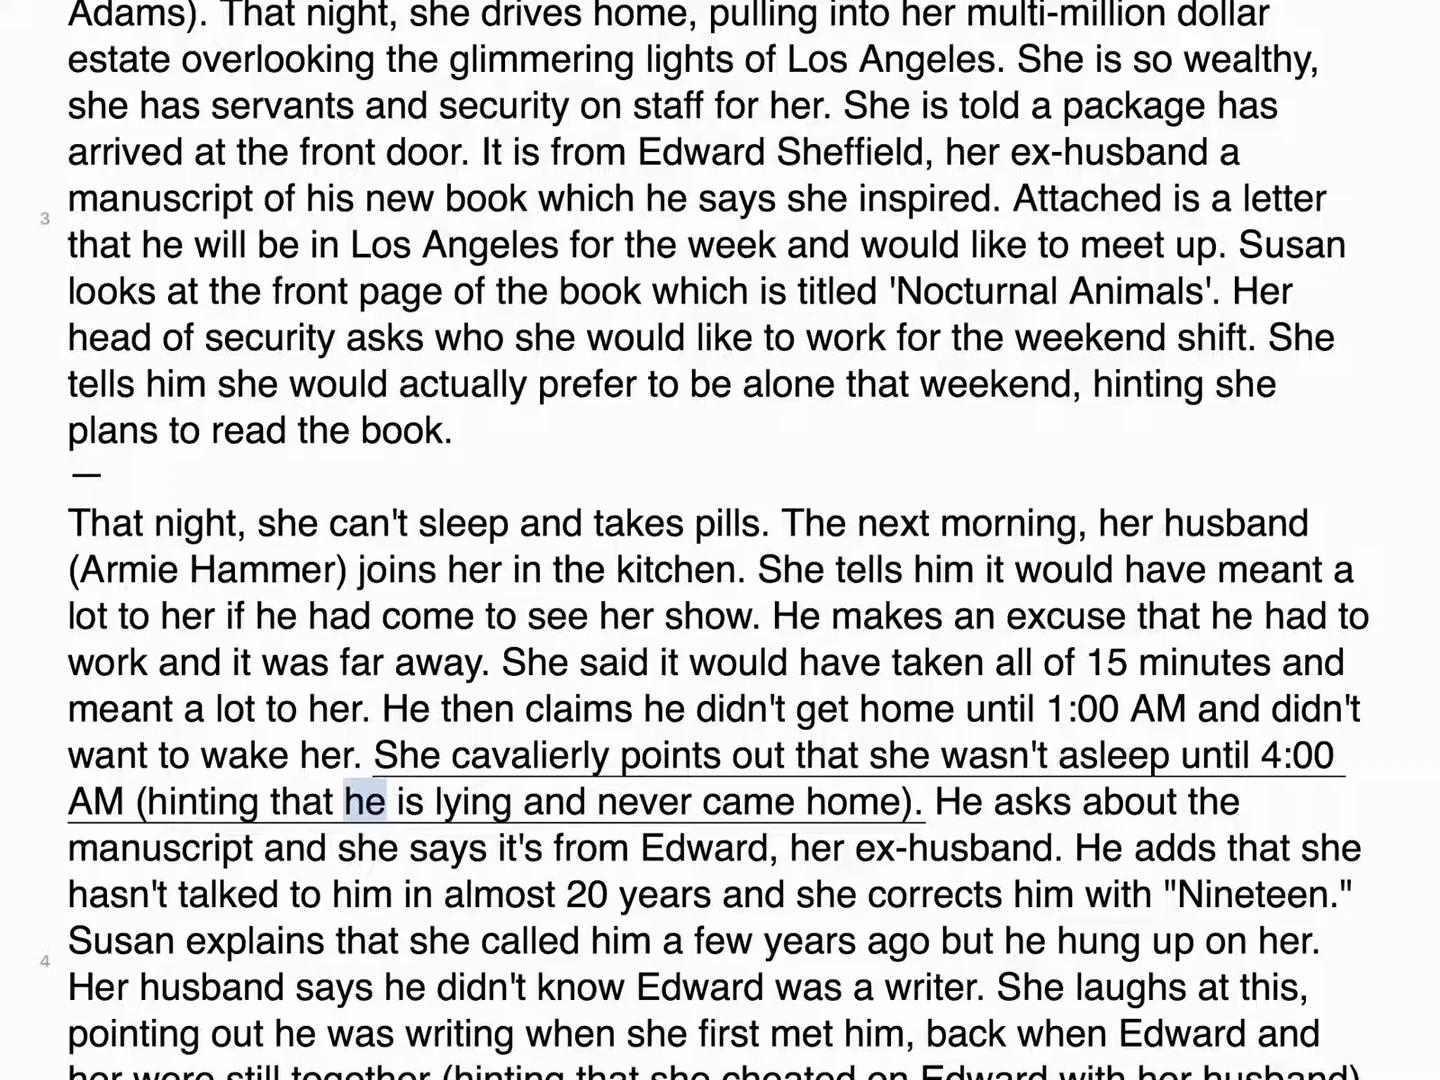 Adams). That night, she drives home, pulling into her multi-million dollar
estate overlooking the glimmering lights of Los Angeles. She is so wealthy,
she has servants and security on staff for her. She is told a package has
arrived at the front door. It is from Edward Sheffield, her ex-husband a
manuscript of his new book which he says she inspired. Attached is a letter
3
that he will be in Los Angeles for the week and would like to meet up. Susan
looks at the front page of the book which is titled 'Nocturnal Animals'. Her
head of security asks who she would like to work for the weekend shift. She
tells him she would actually prefer to be alone that weekend, hinting she
plans to read the book.
—
That night, she can't sleep and takes pills. The next morning, her husband
(Armie Hammer) joins her in the kitchen. She tells him it would have meant a
lot to her if he had come to see her show. He makes an excuse that he had to
work and it was far away. She said it would have taken all of 15 minutes and
meant a lot to her. He then claims he didn't get home until 1:00 AM and didn't
want to wake her. She cavalierly points out that she wasn't asleep until 4:00
AM (hinting that he is lying and never came home). He asks about the
manuscript and she says it's from Edward, her ex-husband. He adds that she
hasn't talked to him in almost 20 years and she corrects him with "Nineteen."
Susan explains that she called him a few years ago but he hung up on her.
4
Her husband says he didn't know Edward was a writer. She laughs at this,
pointing out he was writing when she first met him, back when Edward and
her were still together (hinting that she cheated on Edward with her husband)